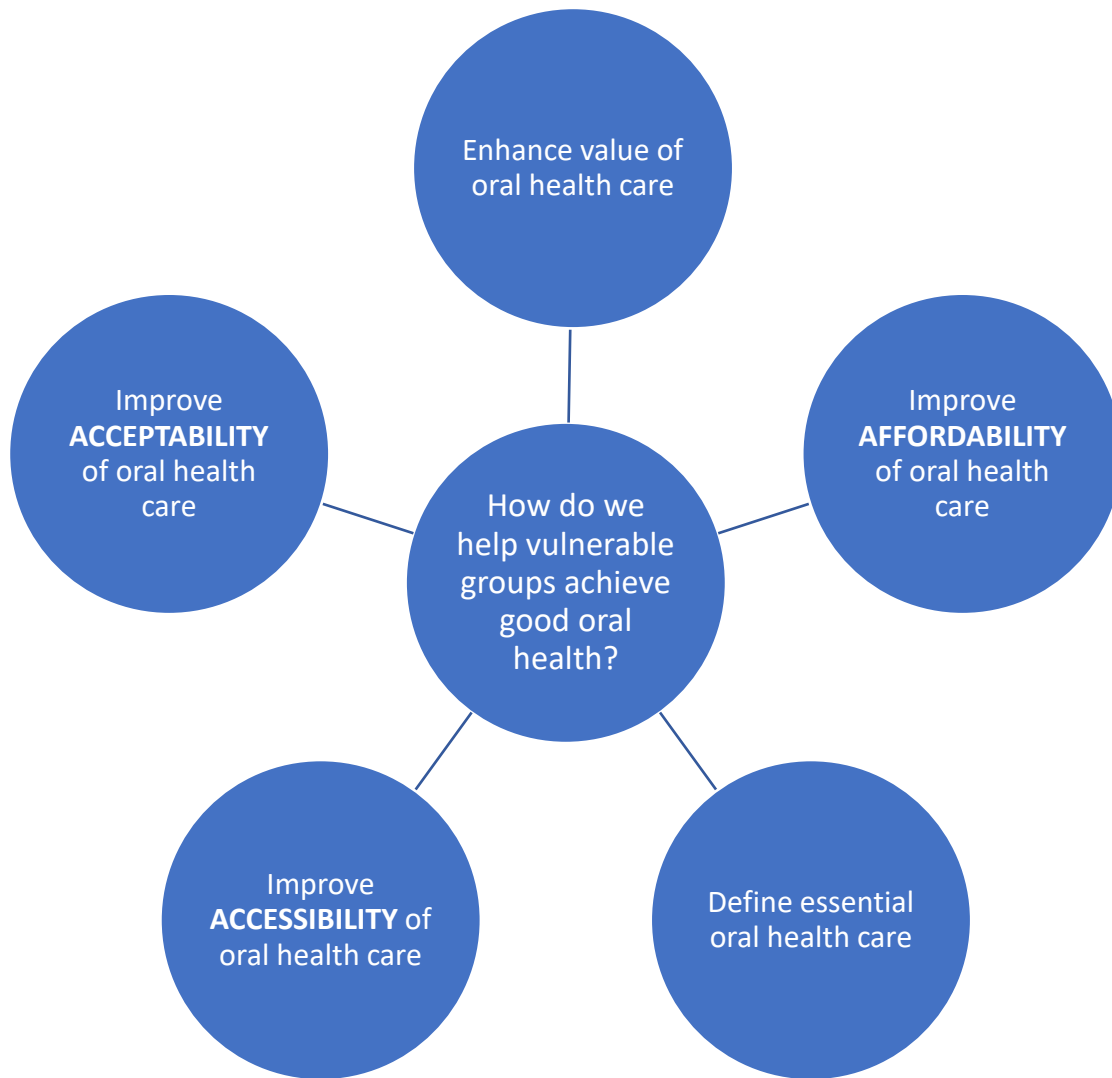 Enhance value of
oral health care
Improve
ACCEPTABILITY
of oral health
care
Improve
AFFORDABILITY
of oral health
care
How do we
help vulnerable
groups achieve
good oral
health?
Improve
ACCESSIBILITY of
oral health care
Define essential
oral health care